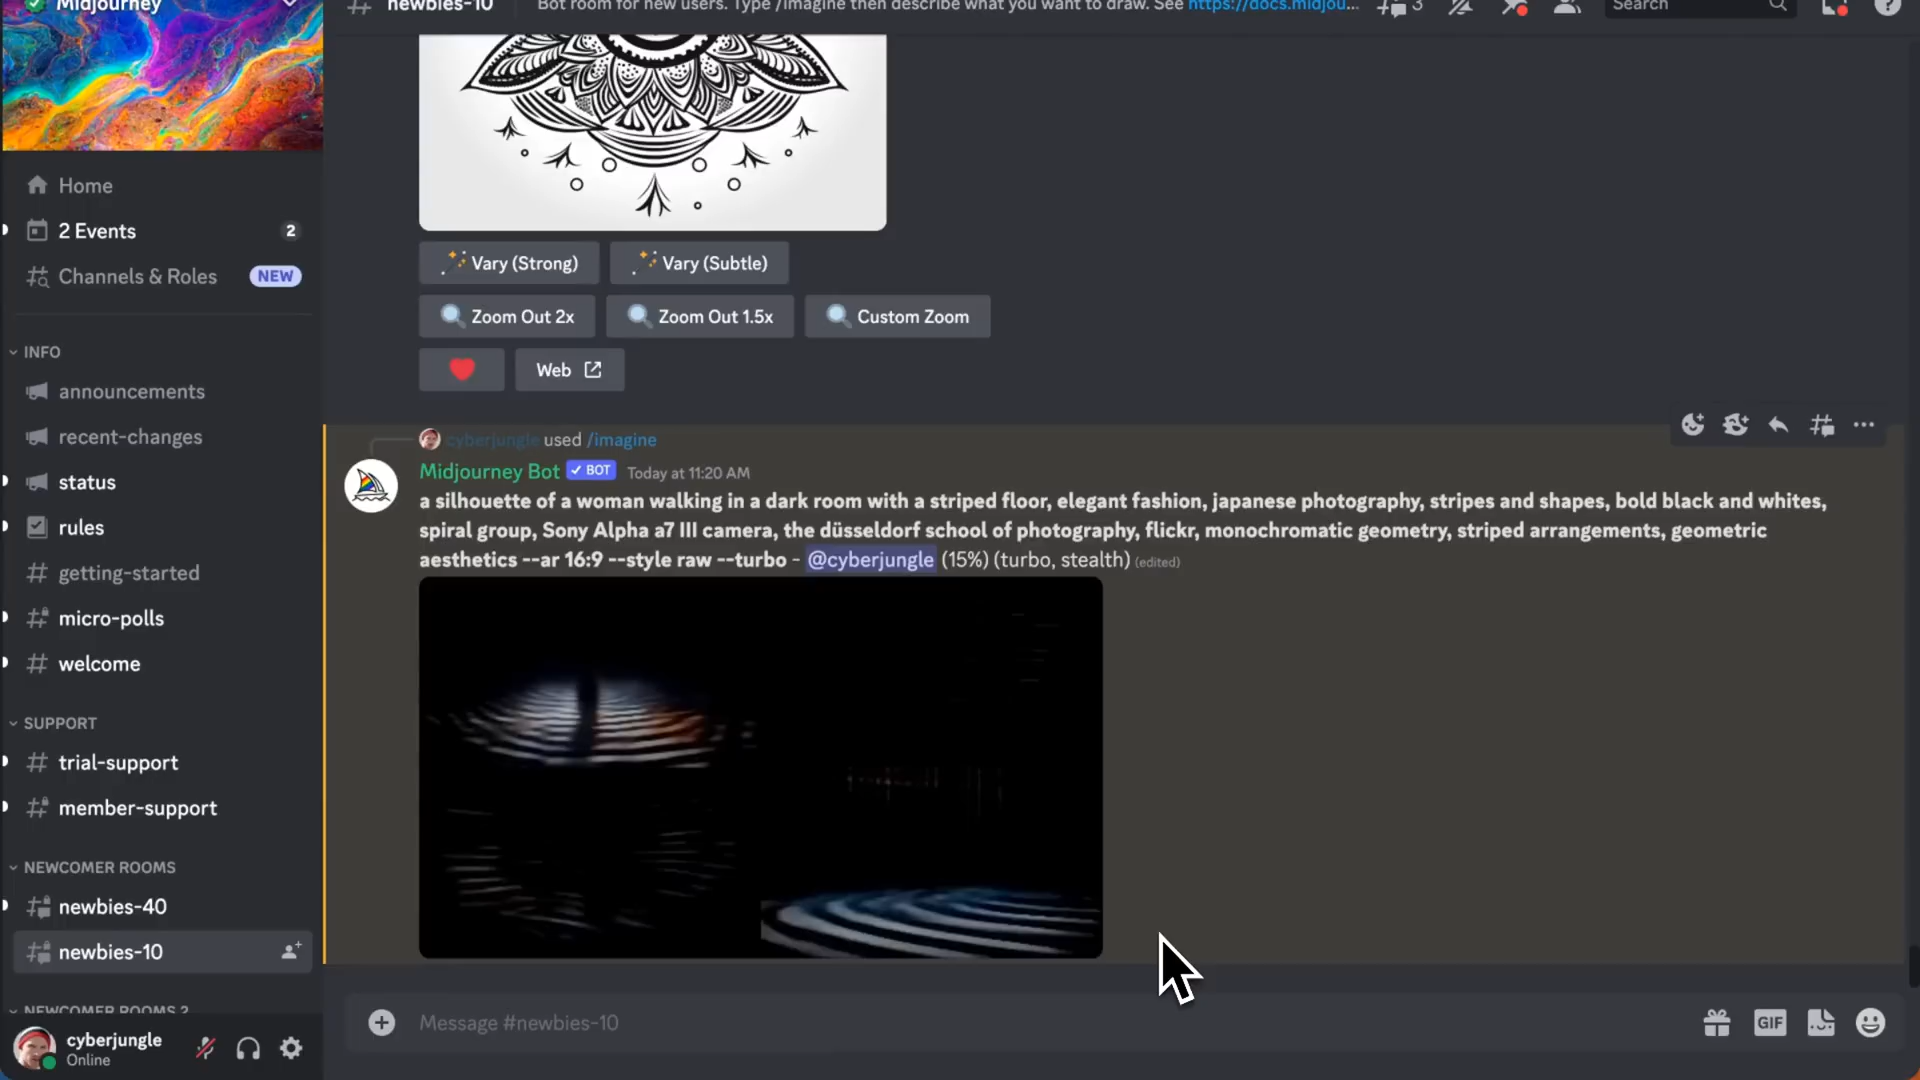 Midjourney
newbies-10
Bot room for new users. Type /imagine then describe what you want to draw. See https://docs.midjou...
3
Search
Home
2 Events
2
Channels & Roles
NEW
INFO
announcements
recent-changes
status
rules
getting-started
micro-polls
welcome
SUPPORT
trial-support
member-support
NEWCOMER ROOMS
newbies-40
newbies-10
NEWCOMER ROOMS 2
cyberjungle
Online
Vary (Strong)
Vary (Subtle)
Zoom Out 2x
Zoom Out 1.5x
Custom Zoom
Web
cyberjungle used /imagine
Midjourney Bot ✓ BOT Today at 11:20 AM
a silhouette of a woman walking in a dark room with a striped floor, elegant fashion, japanese photography, stripes and shapes, bold black and whites,
spiral group, Sony Alpha a7 III camera, the düsseldorf school of photography, flickr, monochromatic geometry, striped arrangements, geometric
aesthetics --ar 16:9 --style raw --turbo - @cyberjungle (15%) (turbo, stealth) (edited)
Message #newbies-10
GIF